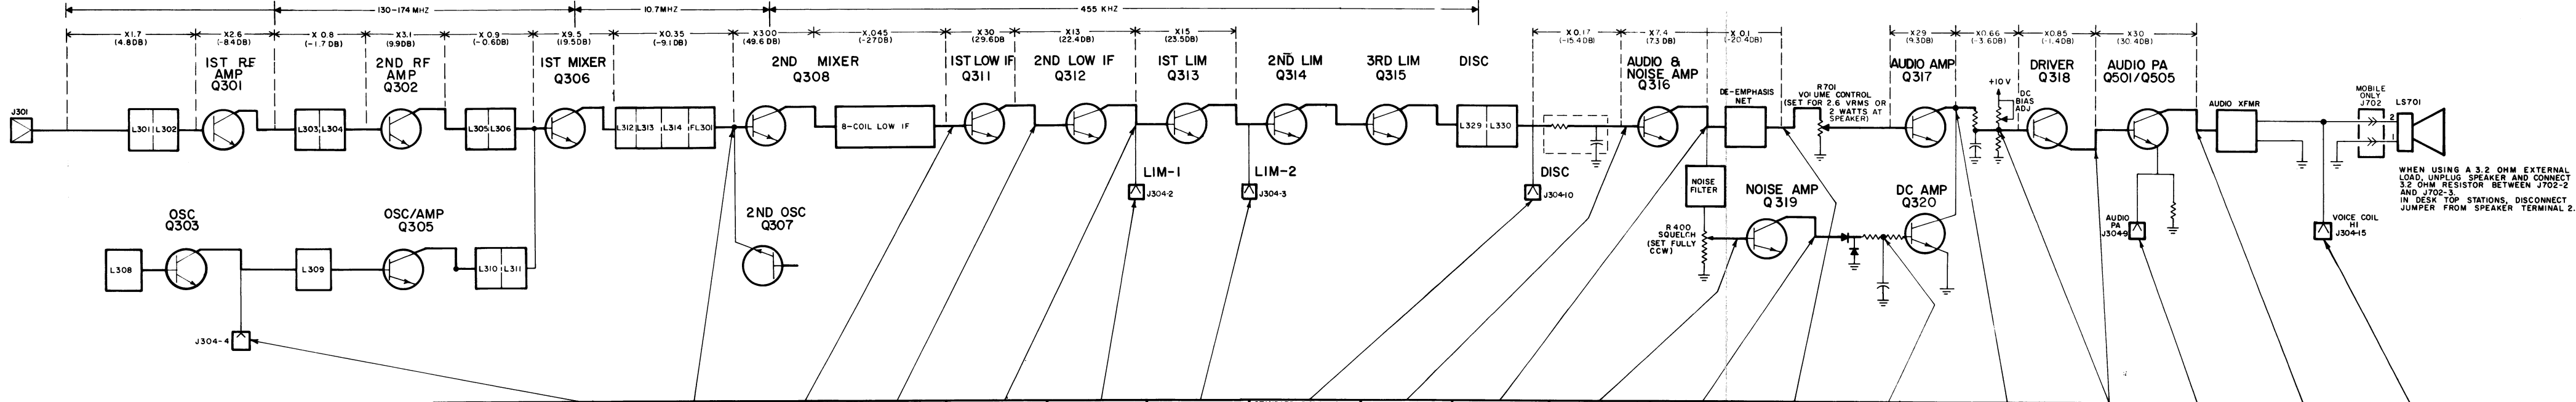 130-174 MHZ
10.7MHZ
455 KHZ
X1.7
(4.8DB)
X2.6
(-8.4DB)
X 0.8
(-1.7 DB)
X3.1
(9.9DB)
X 0.9
(-0.6DB)
X9.5
(19.5DB)
X0.35
(-9.1DB)
X300
(49.6 DB)
X.045
(-27DB)
X30
(29.6DB
X13
(22.4DB)
X15
(23.5DB)
X0.17
(-15.4DB)
X7.4
(7.3 DB)
X 0.1
(-20.4DB)
X29
(9.3DB)
X0.66
(-3.6DB)
X0.85
(-1.4DB)
X30
(30.4DB)
1ST RF
AMP
Q301
2ND RF
AMP
Q302
1ST MIXER
Q306
2ND MIXER
Q308
1ST LOW IF
Q311
2ND LOW IF
Q312
1ST LIM
Q313
2ND LIM
Q314
3RD LIM
Q315
DISC
AUDIO &
NOISE AMP
Q316
DE-EMPHASIS
NET
R701
VOLUME CONTROL
(SET FOR 2.6 VRMS OR
2 WATTS AT
SPEAKER)
AUDIO AMP
Q317
+10 V
DC
BIAS
ADJ
DRIVER
Q318
AUDIO PA
Q501/Q505
AUDIO XFMR
MOBILE
ONLY
J702
LS701
2
1
J301
L301
L302
L303
L304
L305
L306
L312
L313
L314
FL301
8-COIL LOW IF
L329
L330
LIM-1
J304-2
LIM-2
J304-3
DISC
J304-10
NOISE
FILTER
R400
SQUELCH
(SET FULLY
CCW)
NOISE AMP
Q319
DC AMP
Q320
AUDIO
PA
J304-9
VOICE COIL
HI
J304-15
WHEN USING A 3.2 OHM EXTERNAL
LOAD, UNPLUG SPEAKER AND CONNECT
3.2 OHM RESISTOR BETWEEN J702-2
AND J702-3.
IN DESK TOP STATIONS, DISCONNECT
JUMPER FROM SPEAKER TERMINAL 2.
OSC
Q303
OSC/AMP
Q305
2ND OSC
Q307
L308
L309
L310
L311
J304-4